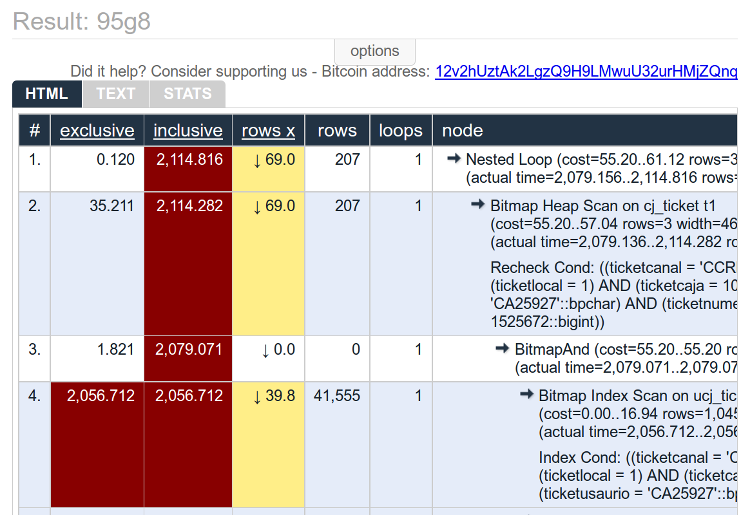 Result: 95g8
options
Did it help? Consider supporting us - Bitcoin address: 12v2hUztAk2LgzQ9H9LMwuU32urHMjZQnq
HTML TEXT STATS
# exclusive inclusive rows x rows loops node
1. 0.120 2,114.816 ↓ 69.0 207 1 → Nested Loop (cost=55.20..61.12 rows=3
(actual time=2,079.156..2,114.816 rows=
2. 35.211 2,114.282 ↓ 69.0 207 1 → Bitmap Heap Scan on cj_ticket t1
(cost=55.20..57.04 rows=3 width=46
(actual time=2,079.136..2,114.282 ro
Recheck Cond: ((ticketcanal = 'CCRI
(ticketlocal = 1) AND (ticketcaja = 10
'CA25927'::bpchar) AND (ticketnume
1525672::bigint))
3. 1.821 2,079.071 ↓ 0.0 0 1 → BitmapAnd (cost=55.20..55.20 ro
(actual time=2,079.071..2,079.07
4. 2,056.712 2,056.712 ↓ 39.8 41,555 1 → Bitmap Index Scan on ucj_tic
(cost=0.00..16.94 rows=1,045
(actual time=2,056.712..2,056
Index Cond: ((ticketcanal = 'C
(ticketlocal = 1) AND (ticketca
(ticketusaurio = 'CA25927'::bp